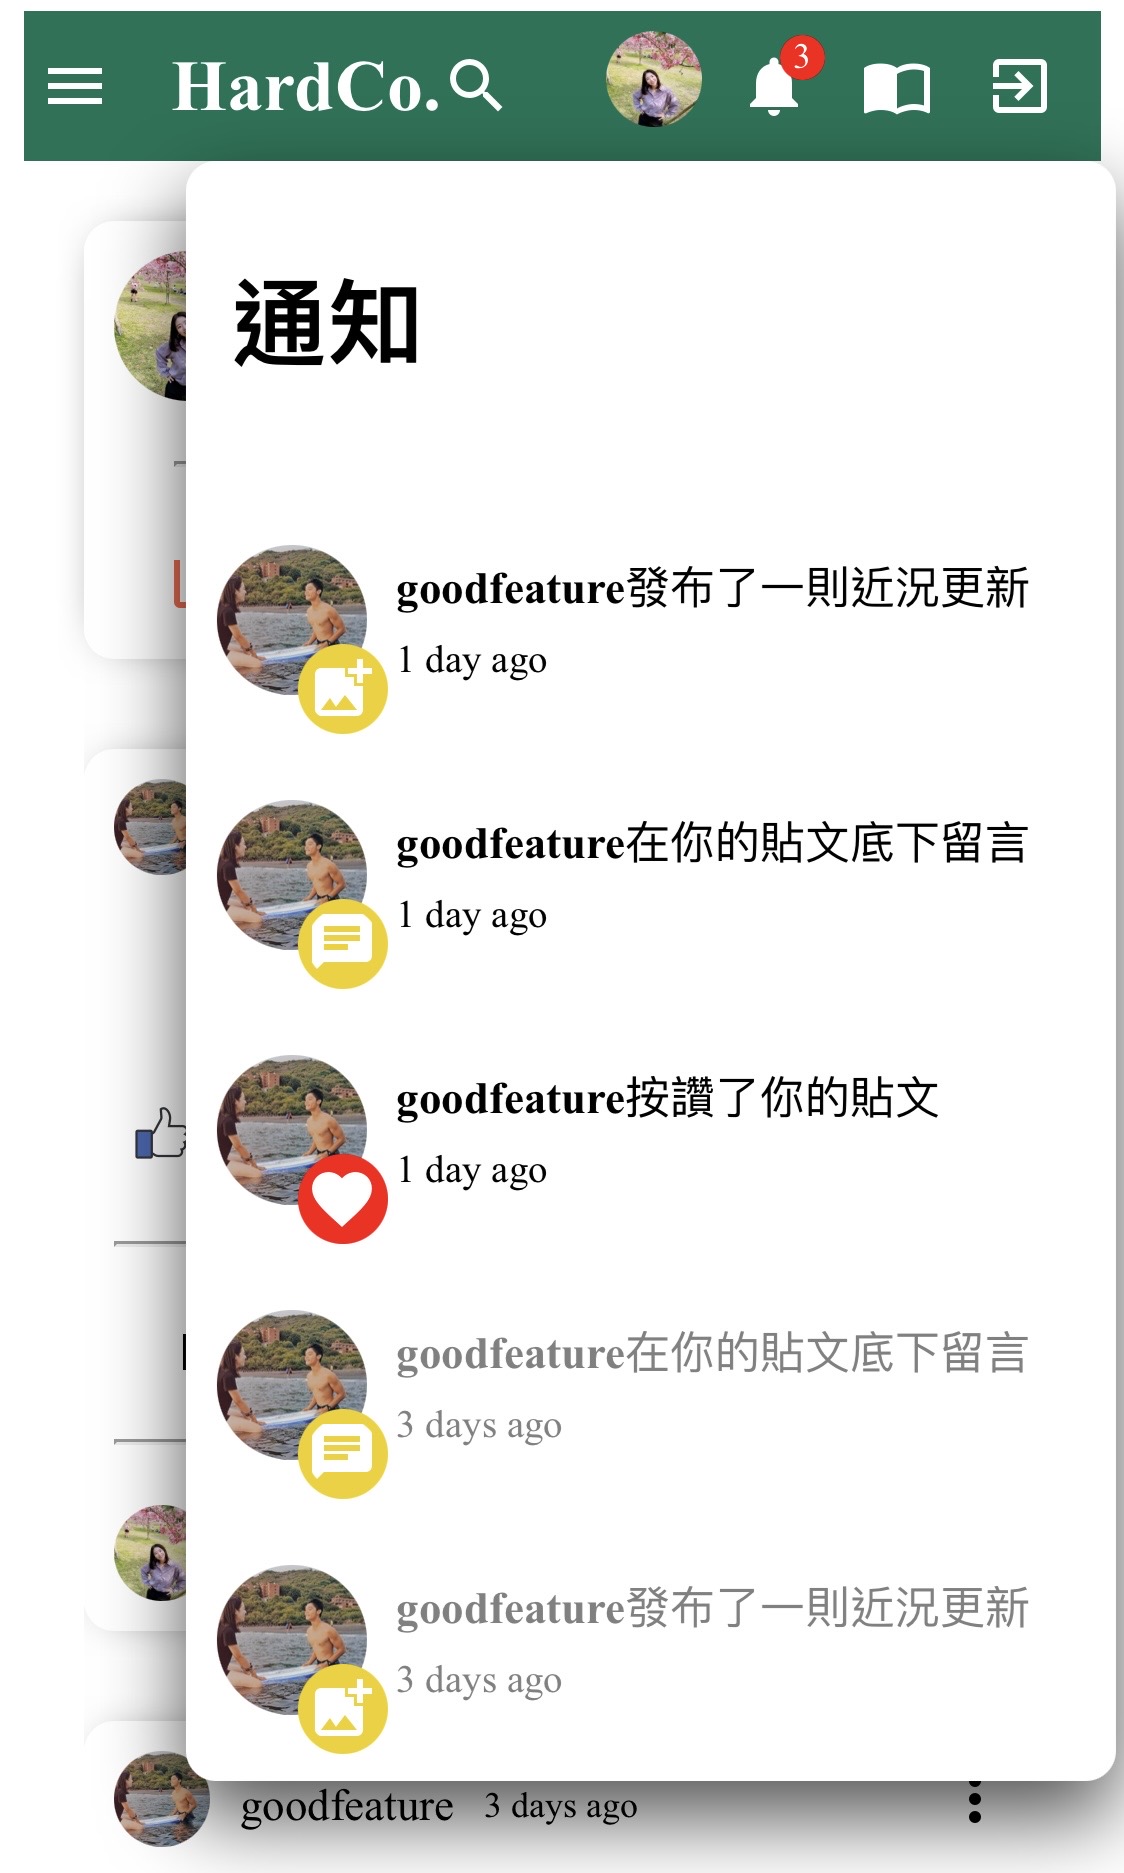 HardCo.
3
通知
goodfeature發布了一則近況更新
1 day ago
goodfeature在你的貼文底下留言
1 day ago
goodfeature按讚了你的貼文
1 day ago
goodfeature在你的貼文底下留言
3 days ago
goodfeature發布了一則近況更新
3 days ago
goodfeature 3 days ago